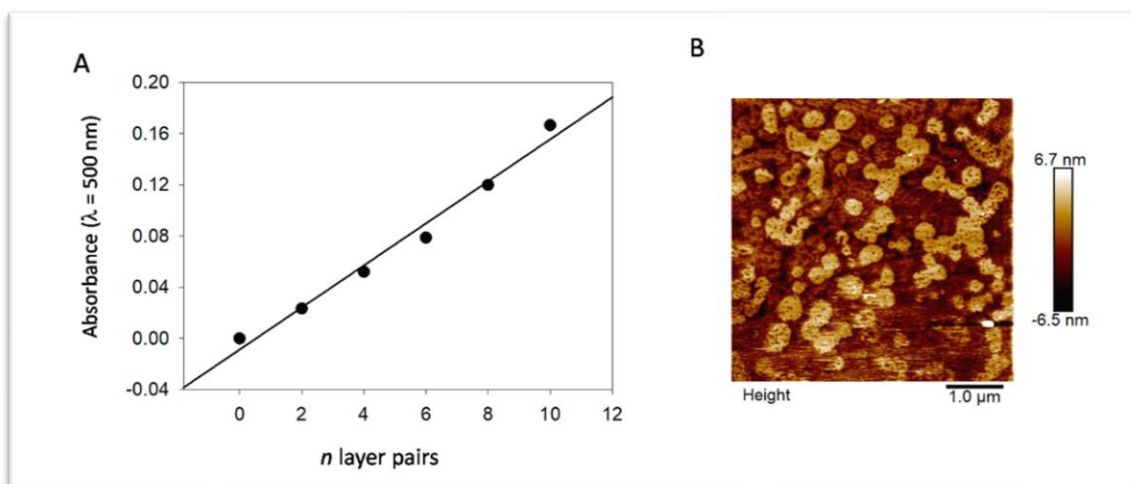 A
B
0.20
0.16
0.12
0.08
0.04
0.00
-0.04
Absorbance (λ = 500 nm)
0 2 4 6 8 10 12
n layer pairs
6.7 nm
-6.5 nm
Height
1.0 µm